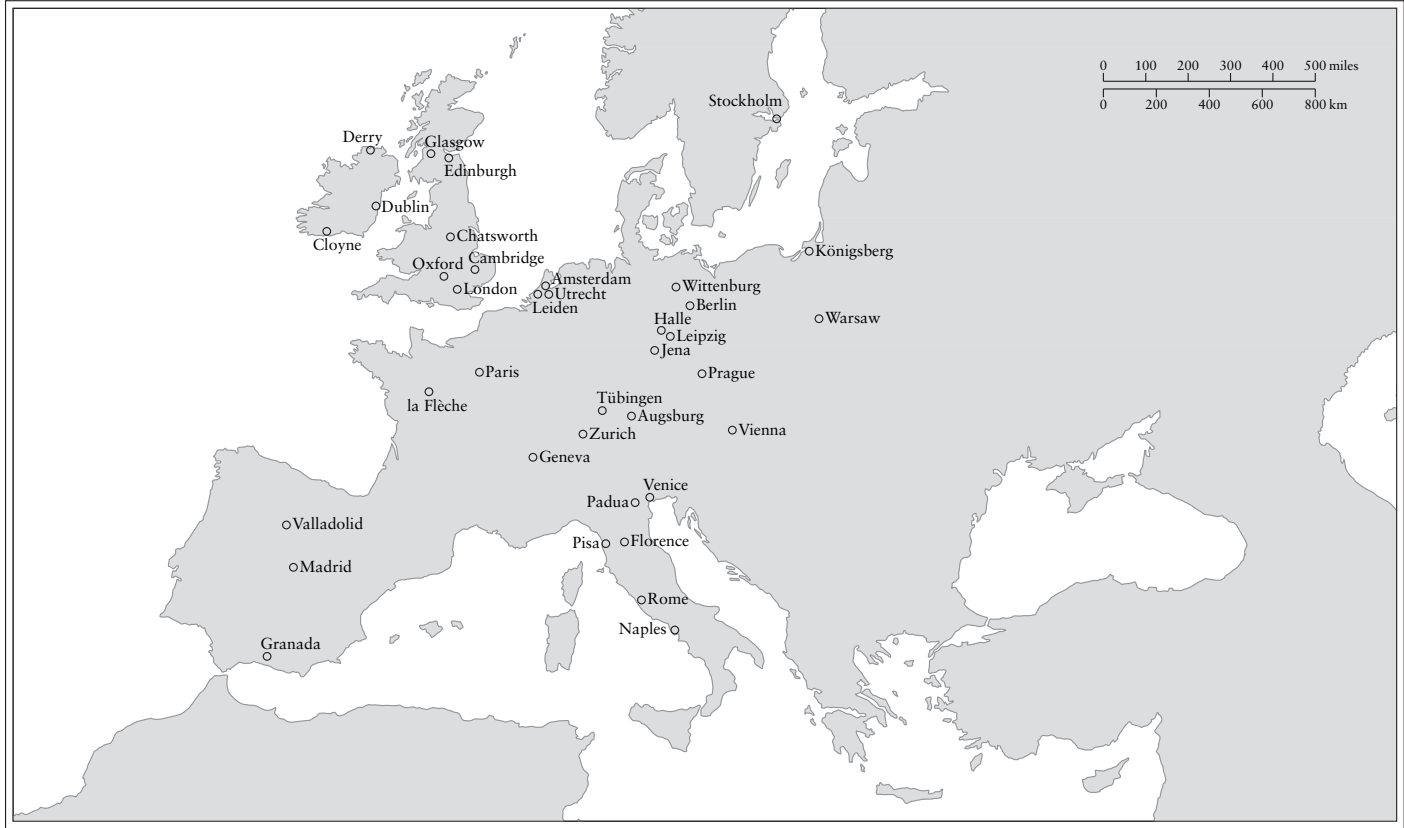 0 100 200 300 400 500 miles
0 200 400 600 800 km
Stockholm
Derry
Glasgow
Edinburgh
Dublin
Cloyne
Chatsworth
Cambridge
Oxford
London
Königsberg
Amsterdam
Utrecht
Leiden
Wittenburg
Berlin
Halle
Leipzig
Jena
Warsaw
Paris
Prague
la Flèche
Tübingen
Augsburg
Zurich
Vienna
Geneva
Venice
Padua
Valladolid
Pisa
Florence
Madrid
Rome
Naples
Granada